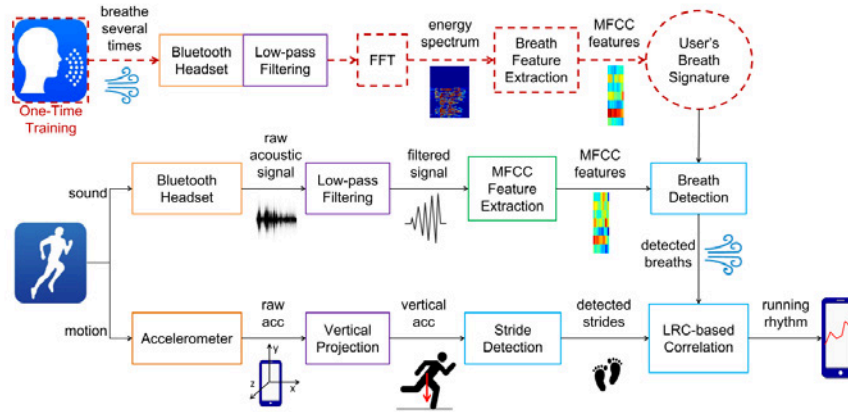 breathe
several
times
One-Time
Training
Bluetooth
Headset
Low-pass
Filtering
FFT
energy
spectrum
Breath
Feature
Extraction
MFCC
features
User's
Breath
Signature
sound
Bluetooth
Headset
raw
acoustic
signal
Low-pass
Filtering
filtered
signal
MFCC
Feature
Extraction
MFCC
features
Breath
Detection
detected
breaths
motion
Accelerometer
raw
acc
y
z
x
Vertical
Projection
vertical
acc
Stride
Detection
detected
strides
LRC-based
Correlation
running
rhythm